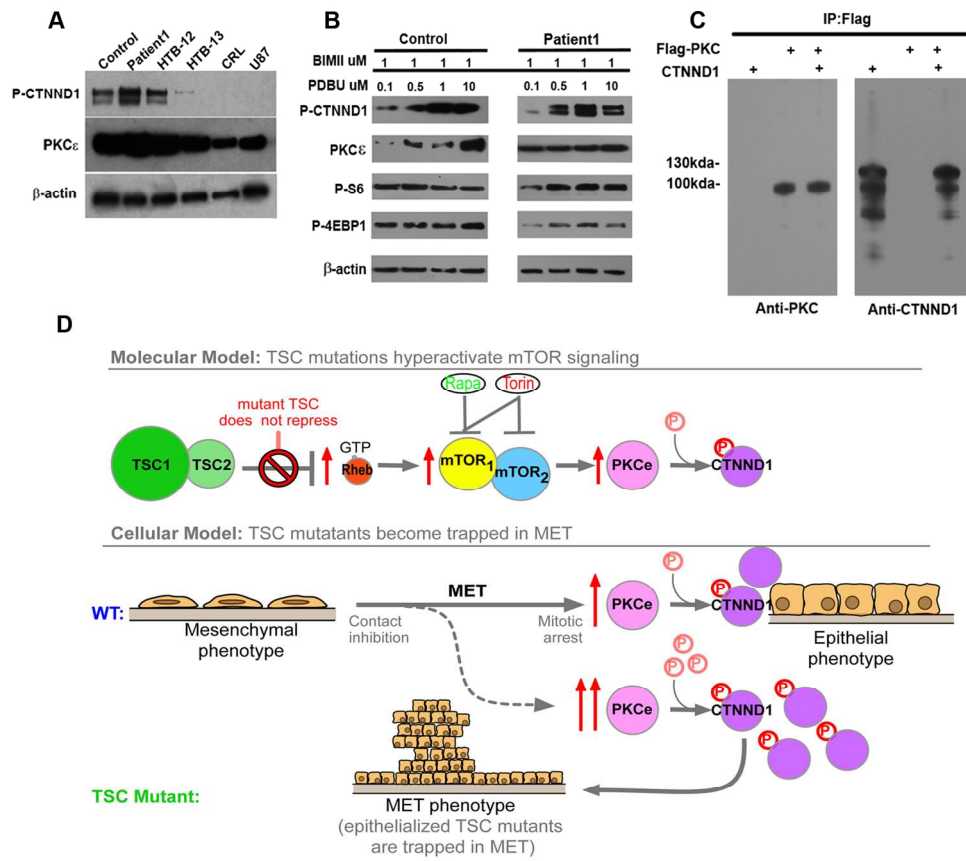 A
Control Patient1 HTB-12 HTB-13 CRL U87
P-CTNND1
PKCε
β-actin
B
Control Patient1
BIMII uM 1 1 1 1 1 1 1 1
PDBU uM 0.1 0.5 1 10 0.1 0.5 1 10
P-CTNND1
PKCε
P-S6
P-4EBP1
β-actin
C
IP:Flag
Flag-PKC + + + +
CTNND1 + + + +
130kda-
100kda-
Anti-PKC Anti-CTNND1
D
Molecular Model: TSC mutations hyperactivate mTOR signaling
Rapa Torin
mutant TSC
does not repress
P
GTP
P
TSC1 TSC2 Rheb mTOR1 mTOR2 PKCe CTNND1
Cellular Model: TSC mutants become trapped in MET
P
P
WT:
MET
PKCe CTNND1
Mesenchymal
phenotype
Contact
inhibition
Mitotic
arrest
Epithelial
phenotype
P P P
P P
PKCe CTNND1
P P
TSC Mutant:
MET phenotype
(epithelialized TSC mutants
are trapped in MET)